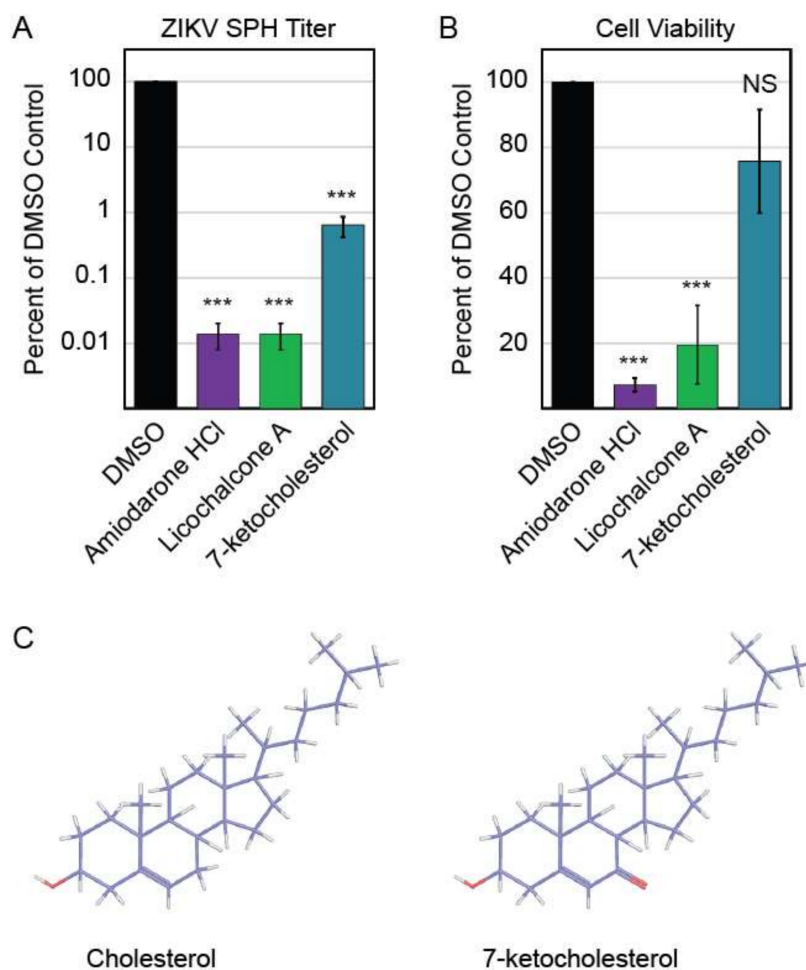 A
ZIKV SPH Titer
Percent of DMSO Control
100
10
1
0.1
0.01
***
***
***
DMSO
Amiodarone HCl
Licochalcone A
7-ketocholesterol
B
Cell Viability
Percent of DMSO Control
100
80
60
40
20
***
***
NS
DMSO
Amiodarone HCl
Licochalcone A
7-ketocholesterol
C
Cholesterol
7-ketocholesterol